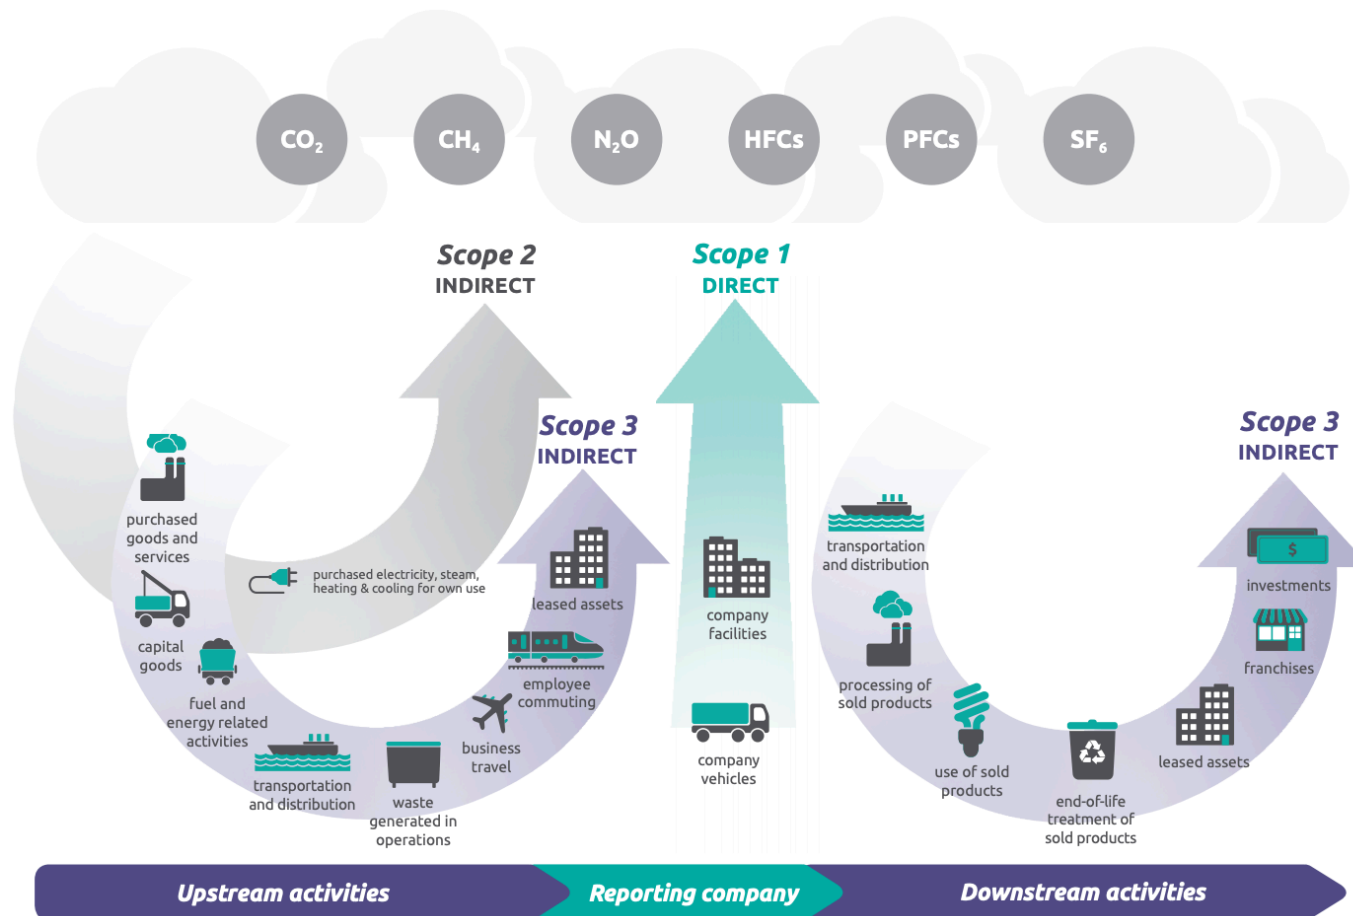 CO₂
CH₄
N₂O
HFCs
PFCs
SF₆
Scope 2
INDIRECT
Scope 1
DIRECT
Scope 3
INDIRECT
Scope 3
INDIRECT
purchased
goods and
services
capital
goods
fuel and
energy related
activities
transportation
and distribution
waste
generated in
operations
business
travel
employee
commuting
leased assets
purchased electricity, steam,
heating & cooling for own use
company
facilities
company
vehicles
transportation
and distribution
processing of
sold products
use of sold
products
end-of-life
treatment of
sold products
leased assets
franchises
investments
$
Upstream activities
Reporting company
Downstream activities